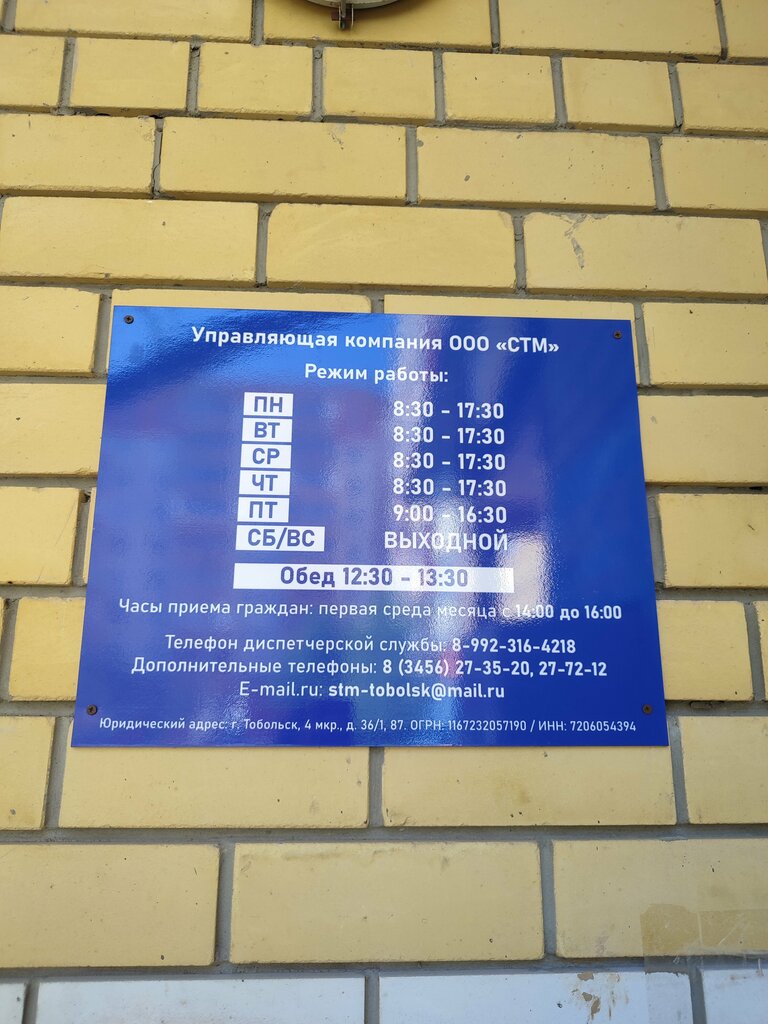 Управляющая компания ООО «СТМ»
Режим работы:
ПН 8:30 - 17:30
ВТ 8:30 - 17:30
СР 8:30 - 17:30
ЧТ 8:30 - 17:30
ПТ 9:00 - 16:30
СБ/ВС ВЫХОДНОЙ
Обед 12:30 - 13:30
Часы приема граждан: первая среда месяца с 14:00 до 16:00
Телефон диспетчерской службы: 8-992-316-4218
Дополнительные телефоны: 8 (3456) 27-35-20, 27-72-12
E-mail.ru: stm-tobolsk@mail.ru
Юридический адрес: г. Тобольск, 4 мкр., д. 36/1, 87. ОГРН: 1167232057190 / ИНН: 7206054394